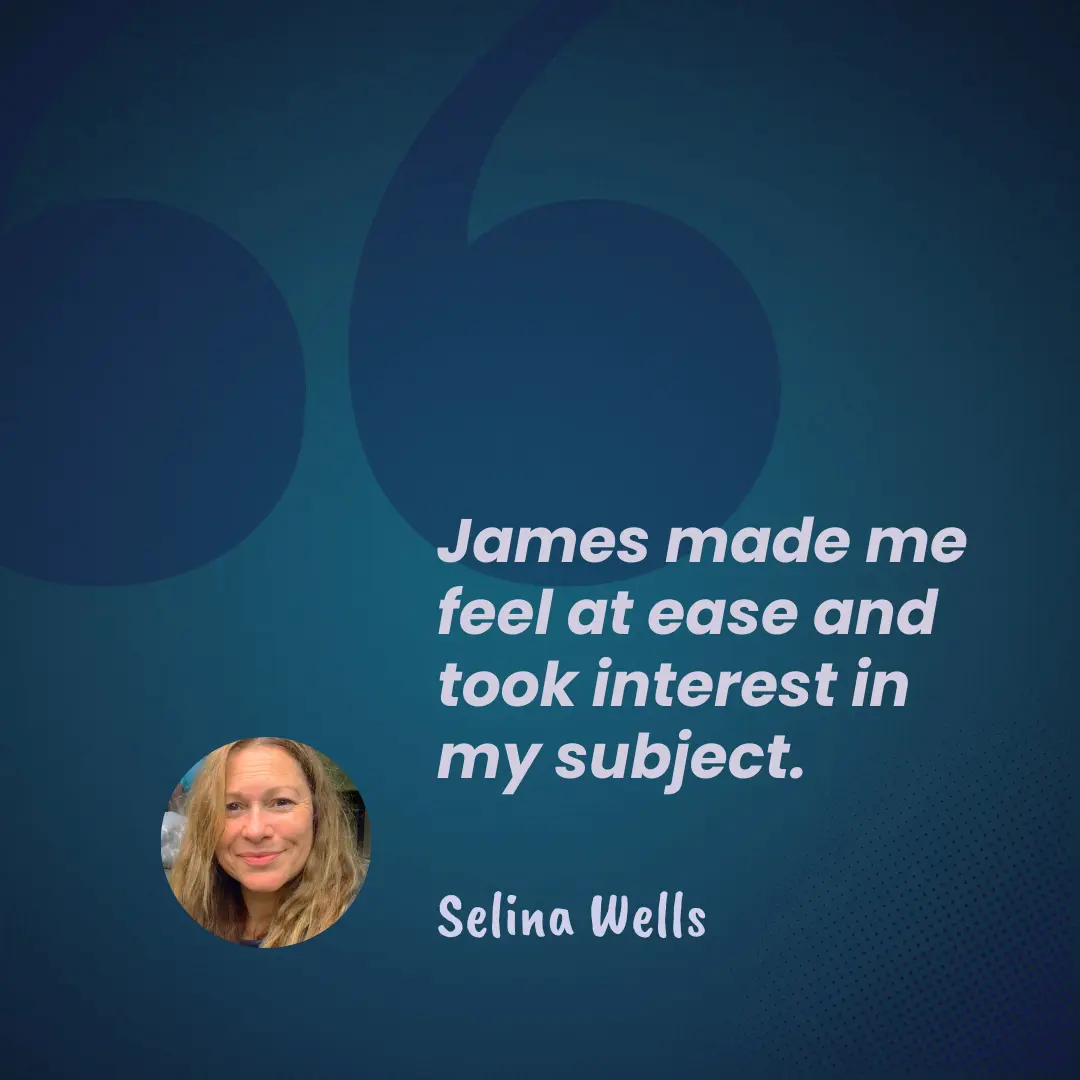 James made me
feel at ease and
took interest in
my subject.
Selina Wells